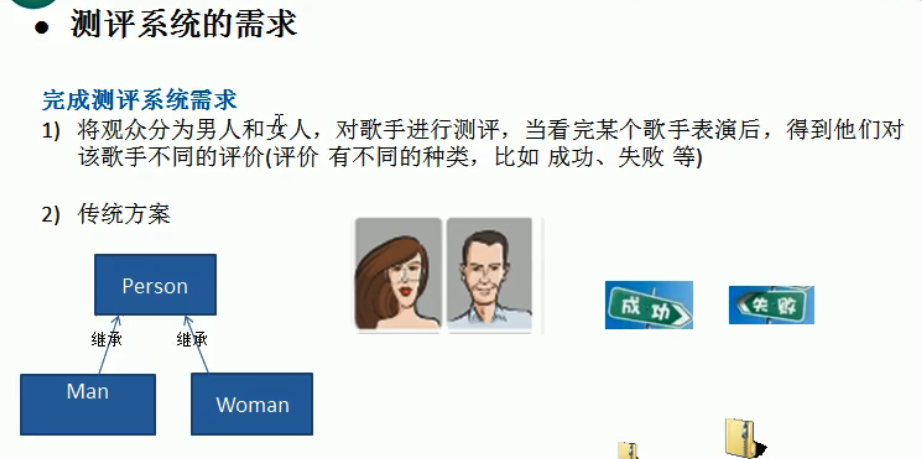 ● 测评系统的需求
完成测评系统需求
1) 将观众分为男人和女人，对歌手进行测评，当看完某个歌手表演后，得到他们对
该歌手不同的评价(评价 有不同的种类，比如 成功、失败 等)
2) 传统方案
成功
失败
Person
继承
继承
Man
Woman